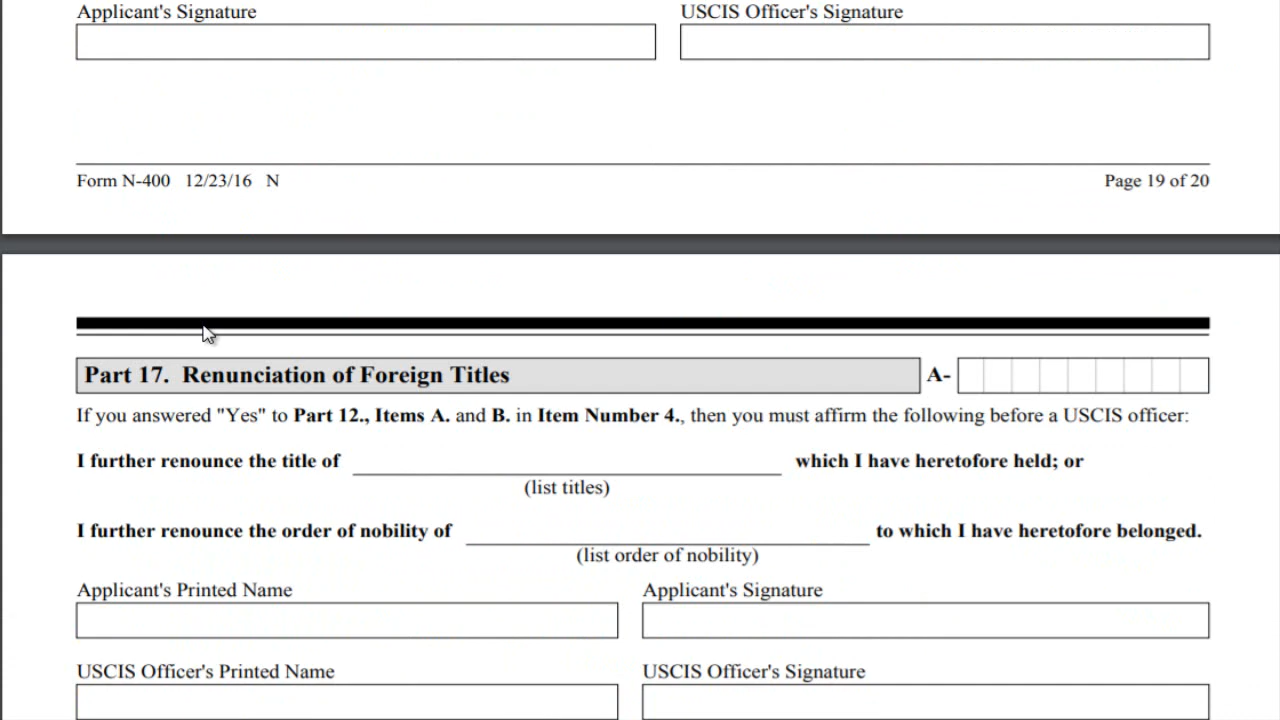 Applicant's Signature USCIS Officer's Signature
Form N-400 12/23/16 N Page 19 of 20
Part 17. Renunciation of Foreign Titles A-
If you answered "Yes" to Part 12., Items A. and B. in Item Number 4., then you must affirm the following before a USCIS officer:
I further renounce the title of which I have heretofore held; or
(list titles)
I further renounce the order of nobility of to which I have heretofore belonged.
(list order of nobility)
Applicant's Printed Name Applicant's Signature
USCIS Officer's Printed Name USCIS Officer's Signature